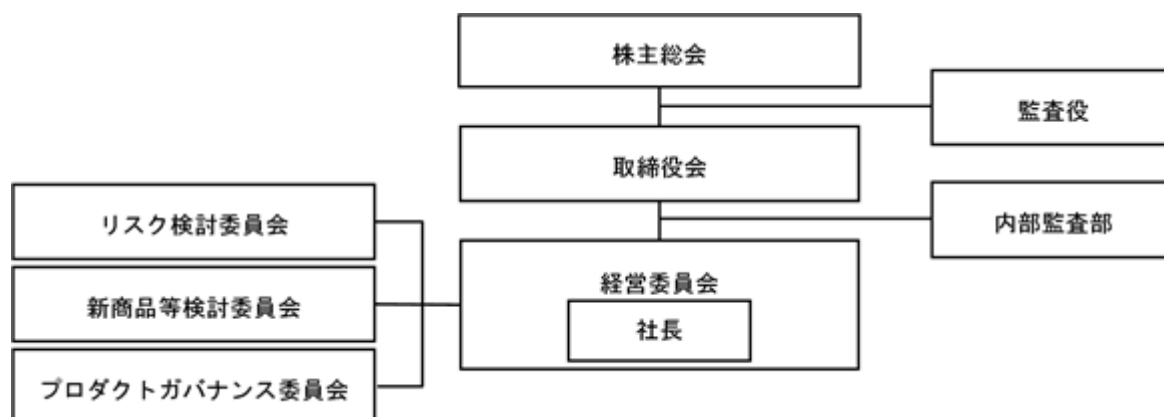 株主総会
監査役
取締役会
リスク検討委員会
内部監査部
経営委員会
新商品等検討委員会
社長
プロダクトガバナンス委員会